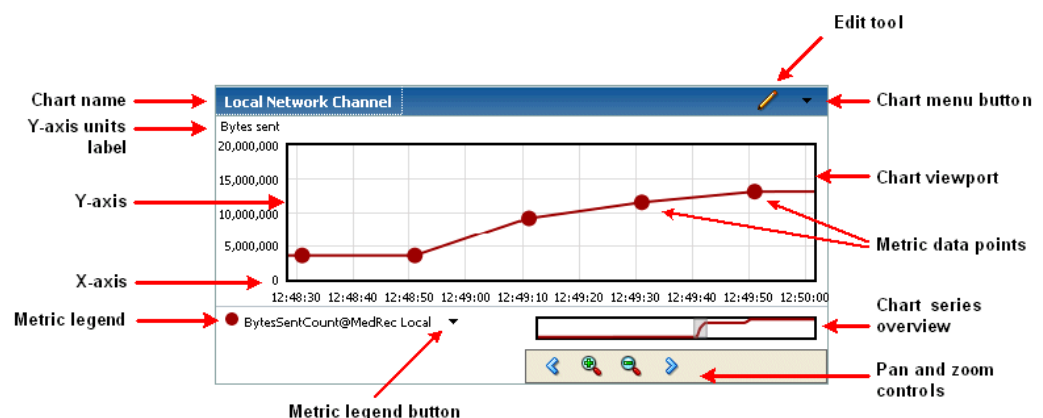 Edit tool
Chart name
Local Network Channel
Chart menu button
Y-axis units
label
Bytes sent
20,000,000
15,000,000
10,000,000
5,000,000
0
Y-axis
Chart viewport
Metric data points
X-axis
12:48:30 12:48:40 12:48:50 12:49:00 12:49:10 12:49:20 12:49:30 12:49:40 12:49:50 12:50:00
Metric legend
BytesSentCount@MedRec Local
Chart series
overview
Pan and zoom
controls
Metric legend button